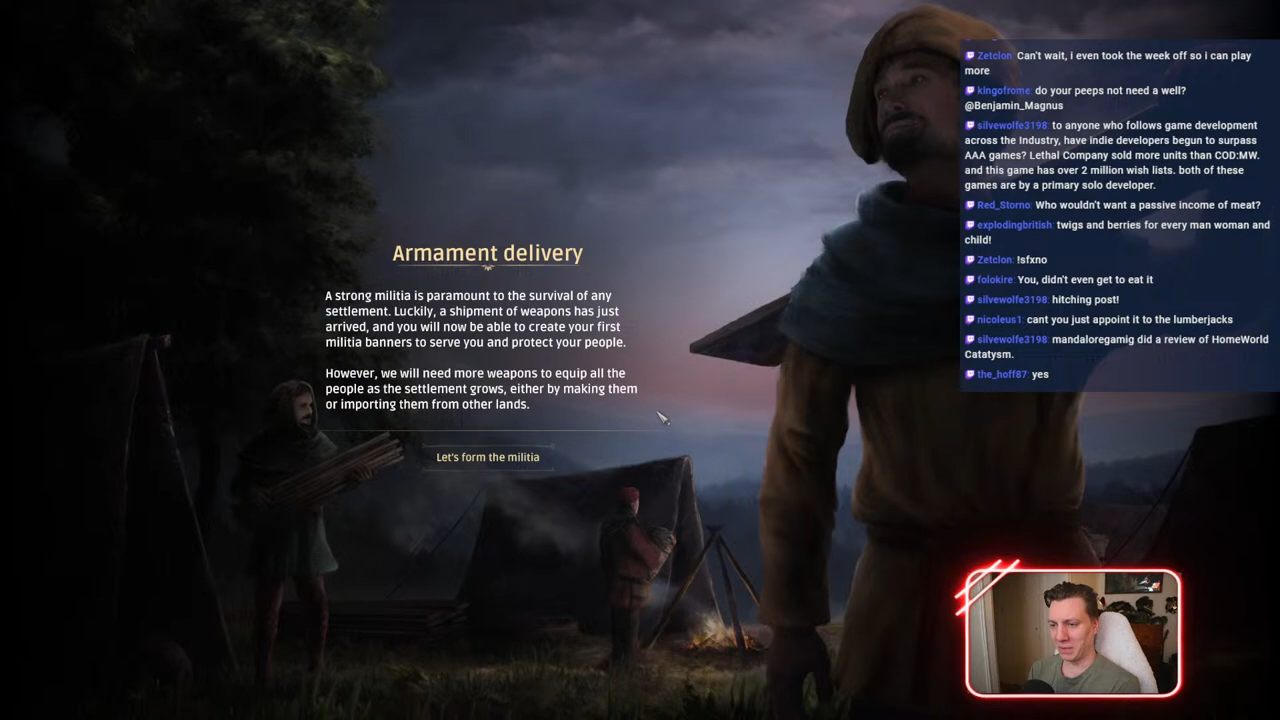 Armament delivery
A strong militia is paramount to the survival of any
settlement. Luckily, a shipment of weapons has just
arrived, and you will now be able to create your first
militia banners to serve you and protect your people.
However, we will need more weapons to equip all the
people as the settlement grows, either by making them
or importing them from other lands.
Let's form the militia
Zetclon: Can't wait, i even took the week off so i can play
more
kingofrome: do your peeps not need a well?
@Benjamin_Magnus
silvewolfe3198: to anyone who follows game development
across the Industry, have indie developers begun to surpass
AAA games? Lethal Company sold more units than COD:MW.
and this game has over 2 million wish lists. both of these
games are by a primary solo developer.
Red_Storno: Who wouldn't want a passive income of meat?
explodingbritish: twigs and berries for every man woman and
child!
Zetclon: !sfxno
folokire: You, didn't even get to eat it
silvewolfe3198: hitching post!
nicoleus1: cant you just appoint it to the lumberjacks
silvewolfe3198: mandaloregamig did a review of HomeWorld
Catatysm.
the_hoff87: yes